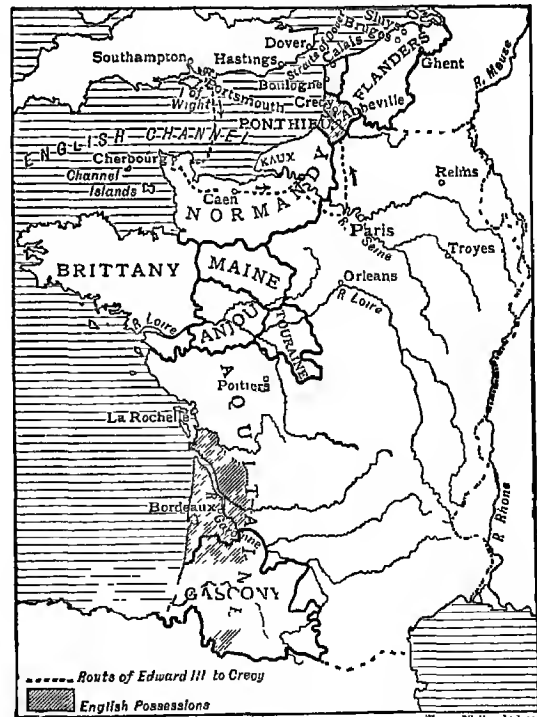 Dover
Straits of Dover
Sluys
Bruges
Calais
FLANDERS
Ghent
R. Meuse
Southampton
Hastings
Portsmouth
I. of
Wight
Boulogne
Crecy
Abbeville
PONTHIEU
ENGLISH CHANNEL
Cherbourg
Channel
Islands
KAUX
Caen
NORMANDY
Reims
Paris
R. Seine
Troyes
BRITTANY
MAINE
Orleans
R. Loire
R. Loire
ANJOU
TOURAINE
Poitiers
AQUITAINE
La Rochelle
Bordeaux
R. Garonne
R. Rhone
GASCONY
Routes of Edward III to Crecy
English Possessions